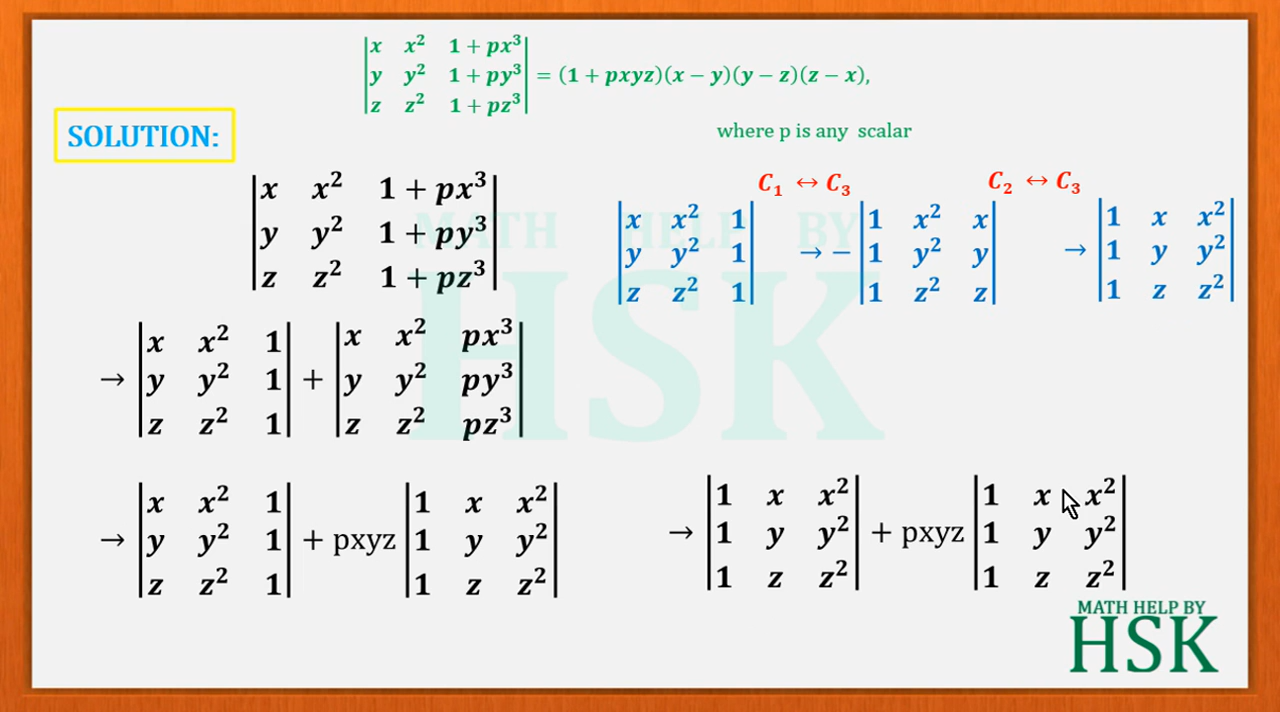 |x x² 1 + px³|
|y y² 1 + py³| = (1 + pxyz)(x − y)(y − z)(z − x),
|z z² 1 + pz³|
where p is any scalar
SOLUTION:
|x x² 1 + px³|
|y y² 1 + py³|
|z z² 1 + pz³|
C₁ ↔ C₃ C₂ ↔ C₃
|x x² 1| |1 x² x| |1 x x²|
|y y² 1| → − |1 y² y| → |1 y y²|
|z z² 1| |1 z² z| |1 z z²|
|x x² 1| |x x² px³|
→ |y y² 1| + |y y² py³|
|z z² 1| |z z² pz³|
|x x² 1| |1 x x²|
→ |y y² 1| + pxyz |1 y y²|
|z z² 1| |1 z z²|
|1 x x²| |1 x x²|
→ |1 y y²| + pxyz |1 y y²|
|1 z z²| |1 z z²|
MATH HELP BY
HSK
MATH HELP BY
HSK